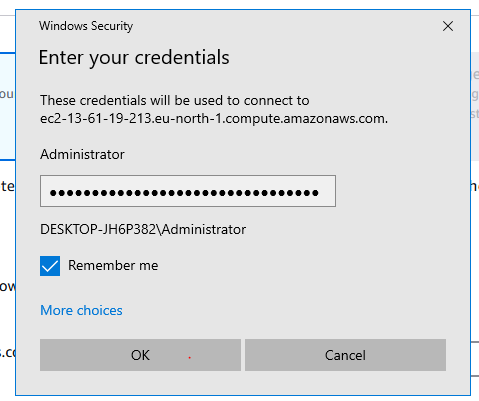 Windows Security
Enter your credentials
These credentials will be used to connect to
ec2-13-61-19-213.eu-north-1.compute.amazonaws.com.
Administrator
DESKTOP-JH6P382\Administrator
Remember me
More choices
OK
Cancel